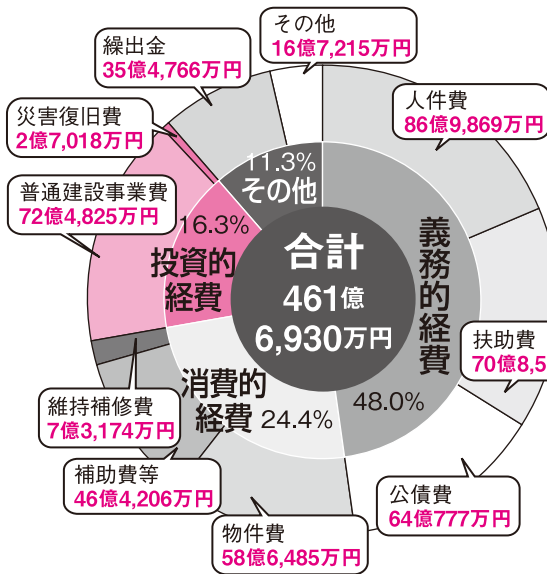 その他
16億7,215万円
繰出金
35億4,766万円
人件費
86億9,869万円
災害復旧費
2億7,018万円
普通建設事業費
72億4,825万円
11.3%
その他
16.3%
投資的
経費
合計
461億
6,930万円
義務的経費
48.0%
扶助費
70億8,5
消費的
経費
24.4%
維持補修費
7億3,174万円
補助費等
46億4,206万円
公債費
64億777万円
物件費
58億6,485万円